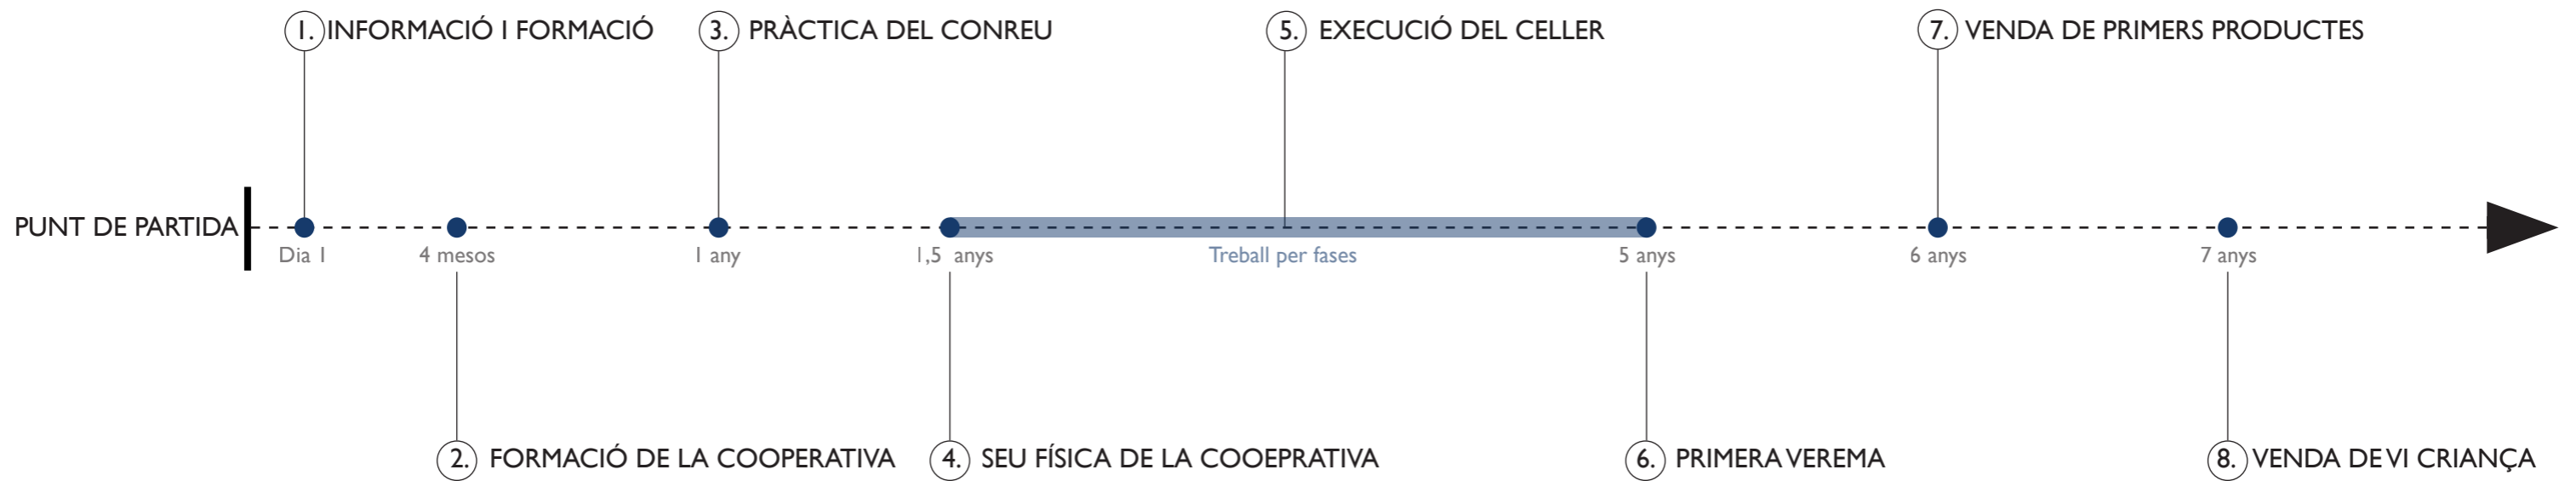 1. INFORMACIÓ I FORMACIÓ
3. PRÀCTICA DEL CONREU
5. EXECUCIÓ DEL CELLER
7. VENDA DE PRIMERS PRODUCTES
PUNT DE PARTIDA
Dia 1
4 mesos
1 any
1,5 anys
Treball per fases
5 anys
6 anys
7 anys
2. FORMACIÓ DE LA COOPERATIVA
4. SEU FÍSICA DE LA COOEPRATIVA
6. PRIMERA VEREMA
8. VENDA DE VI CRIANÇA